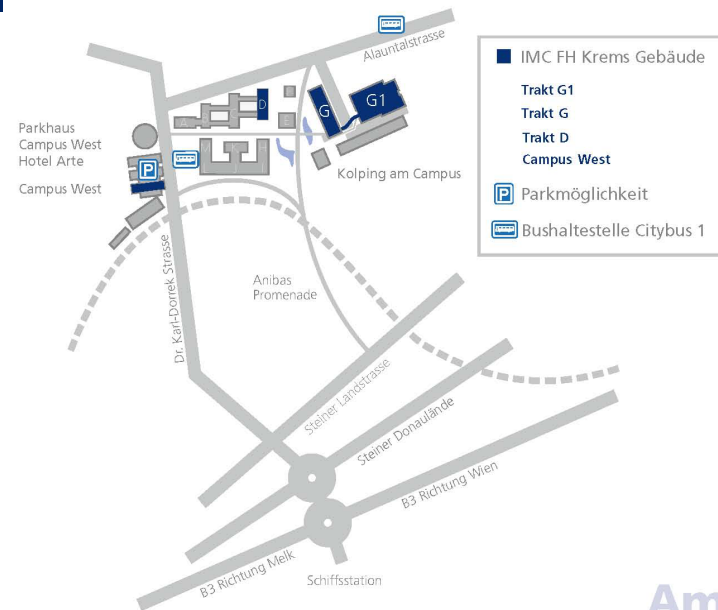 Alauntalstrasse
IMC FH Krems Gebäude
Trakt G1
Trakt G
Trakt D
Campus West
P Parkmöglichkeit
Bushaltestelle Citybus 1
D
G
G1
A
E
K
H
Parkhaus
Campus West
Hotel Arte
P
Campus West
Kolping am Campus
Dr. Karl-Dorrek Strasse
Anibas
Promenade
Steiner Landstrasse
Steiner Donaulände
B3 Richtung Wien
B3 Richtung Melk
Schiffsstation
Am